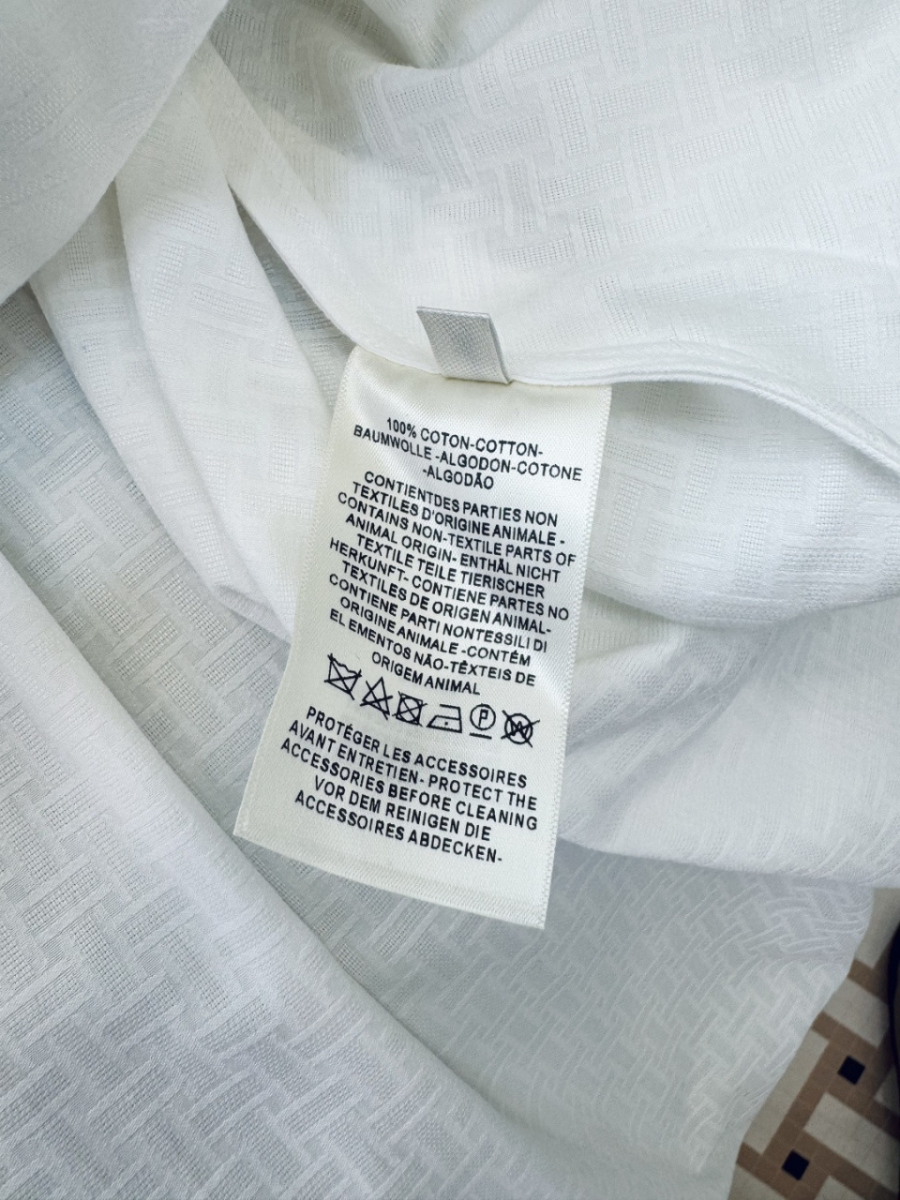 100% COTON-COTTON-
BAUMWOLLE -ALGODON-COTONE
-ALGODÃO
CONTIENTDES PARTIES NON
TEXTILES D'ORIGINE ANIMALE -
CONTAINS NON-TEXTILE PARTS OF
ANIMAL ORIGIN- ENTHÄL NICHT
TEXTILE TEILE TIERISCHER
HERKUNFT- CONTIENE PARTES NO
TEXTILES DE ORIGEN ANIMAL-
CONTIENE PARTI NONTESSILI DI
ORIGINE ANIMALE -CONTÉM
EL EMENTOS NÃO-TÊXTEIS DE
ORIGEM ANIMAL
P W
PROTÉGER LES ACCESSOIRES
AVANT ENTRETIEN- PROTECT THE
ACCESSORIES BEFORE CLEANING
VOR DEM REINIGEN DIE
ACCESSOIRES ABDECKEN-